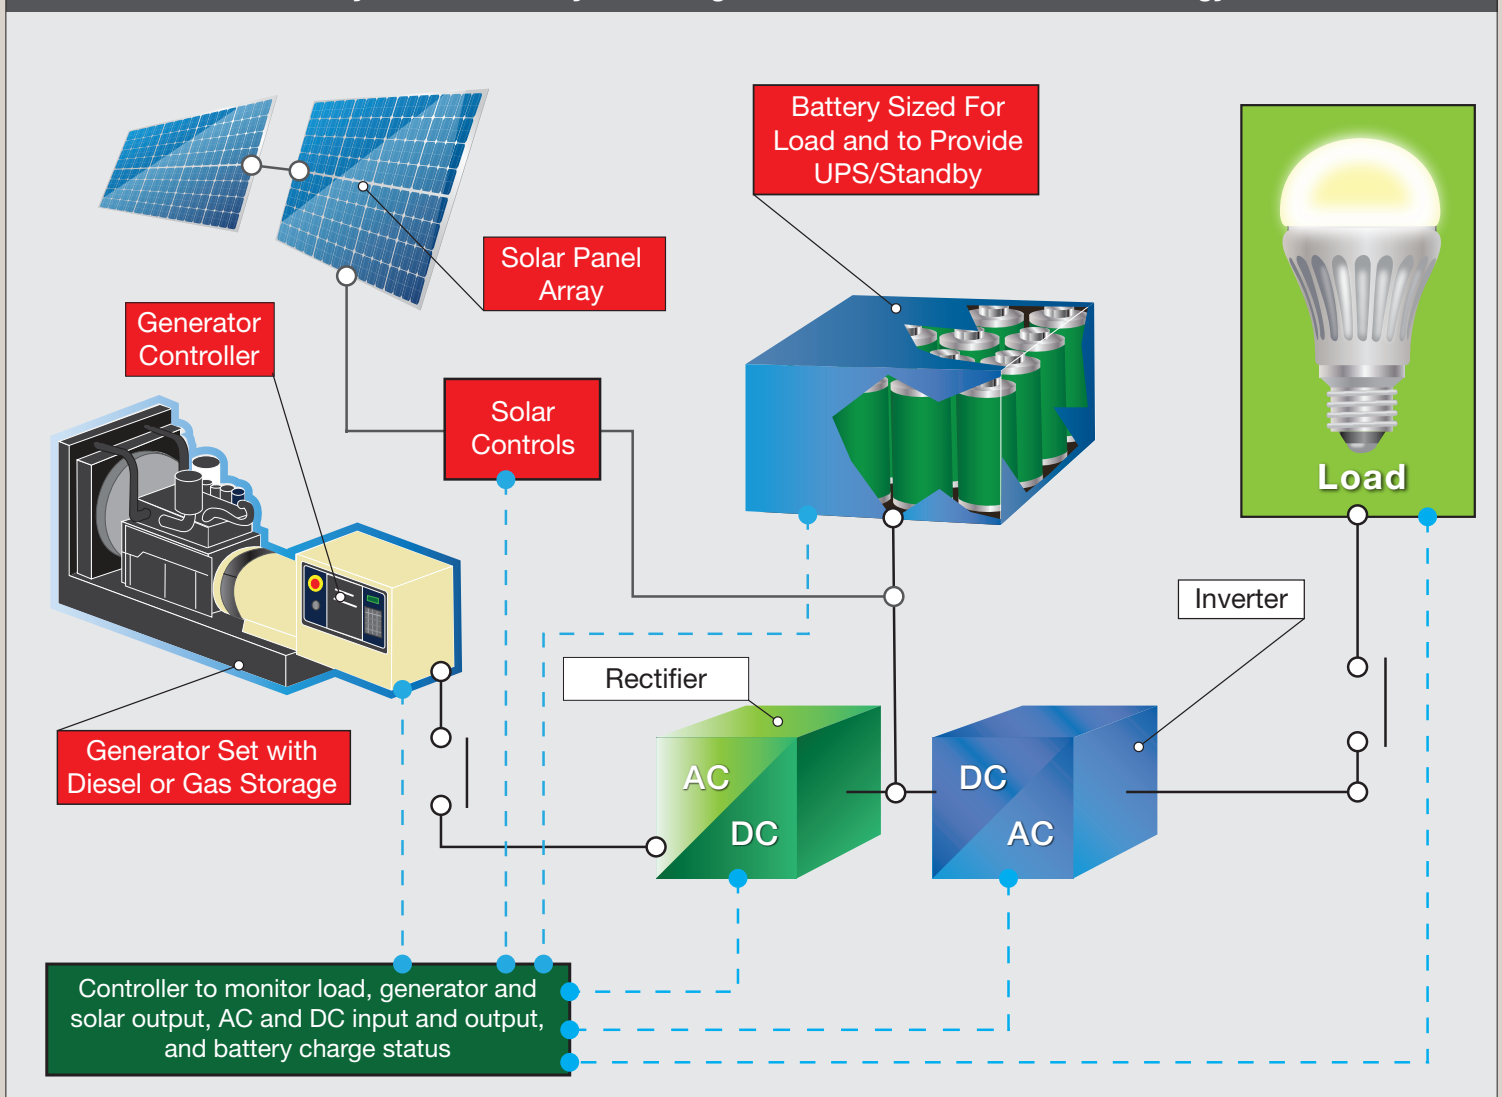 Battery Sized For
Load and to Provide
UPS/Standby
Solar Panel
Array
Generator
Controller
Solar
Controls
Load
Inverter
Rectifier
Generator Set with
Diesel or Gas Storage
AC
DC
DC
AC
Controller to monitor load, generator and
solar output, AC and DC input and output,
and battery charge status